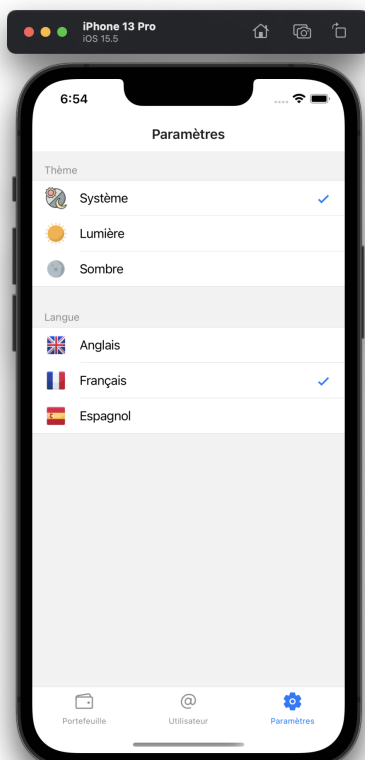 iPhone 13 Pro
iOS 15.5
6:54
Paramètres
Thème
Système
Lumière
Sombre
Langue
Anglais
Français
Espagnol
Portefeuille
Utilisateur
Paramètres